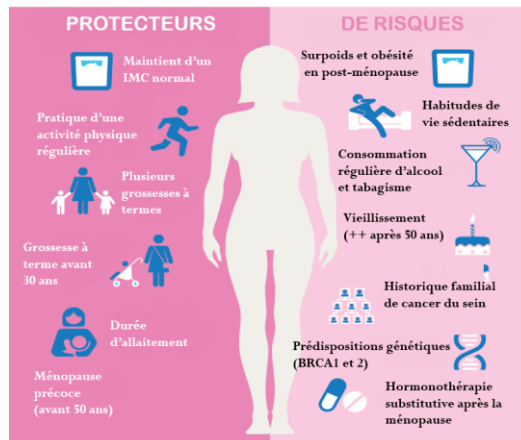 PROTECTEURS
Maintient d'un
IMC normal
Pratique d'une
activité physique
régulière
Plusieurs
grossesses à
termes
Grossesse à
terme avant
30 ans
Durée
d'allaitement
Ménopause
précoce
(avant 50 ans)
DE RISQUES
Surpoids et obésité
en post-ménopause
Habitudes de
vie sédentaires
Consommation
régulière d'alcool
et tabagisme
Vieillissement
(++ après 50 ans)
Historique familial
de cancer du sein
Prédispositions génétiques
(BRCA1 et 2)
Hormonothérapie
substitutive après la
ménopause